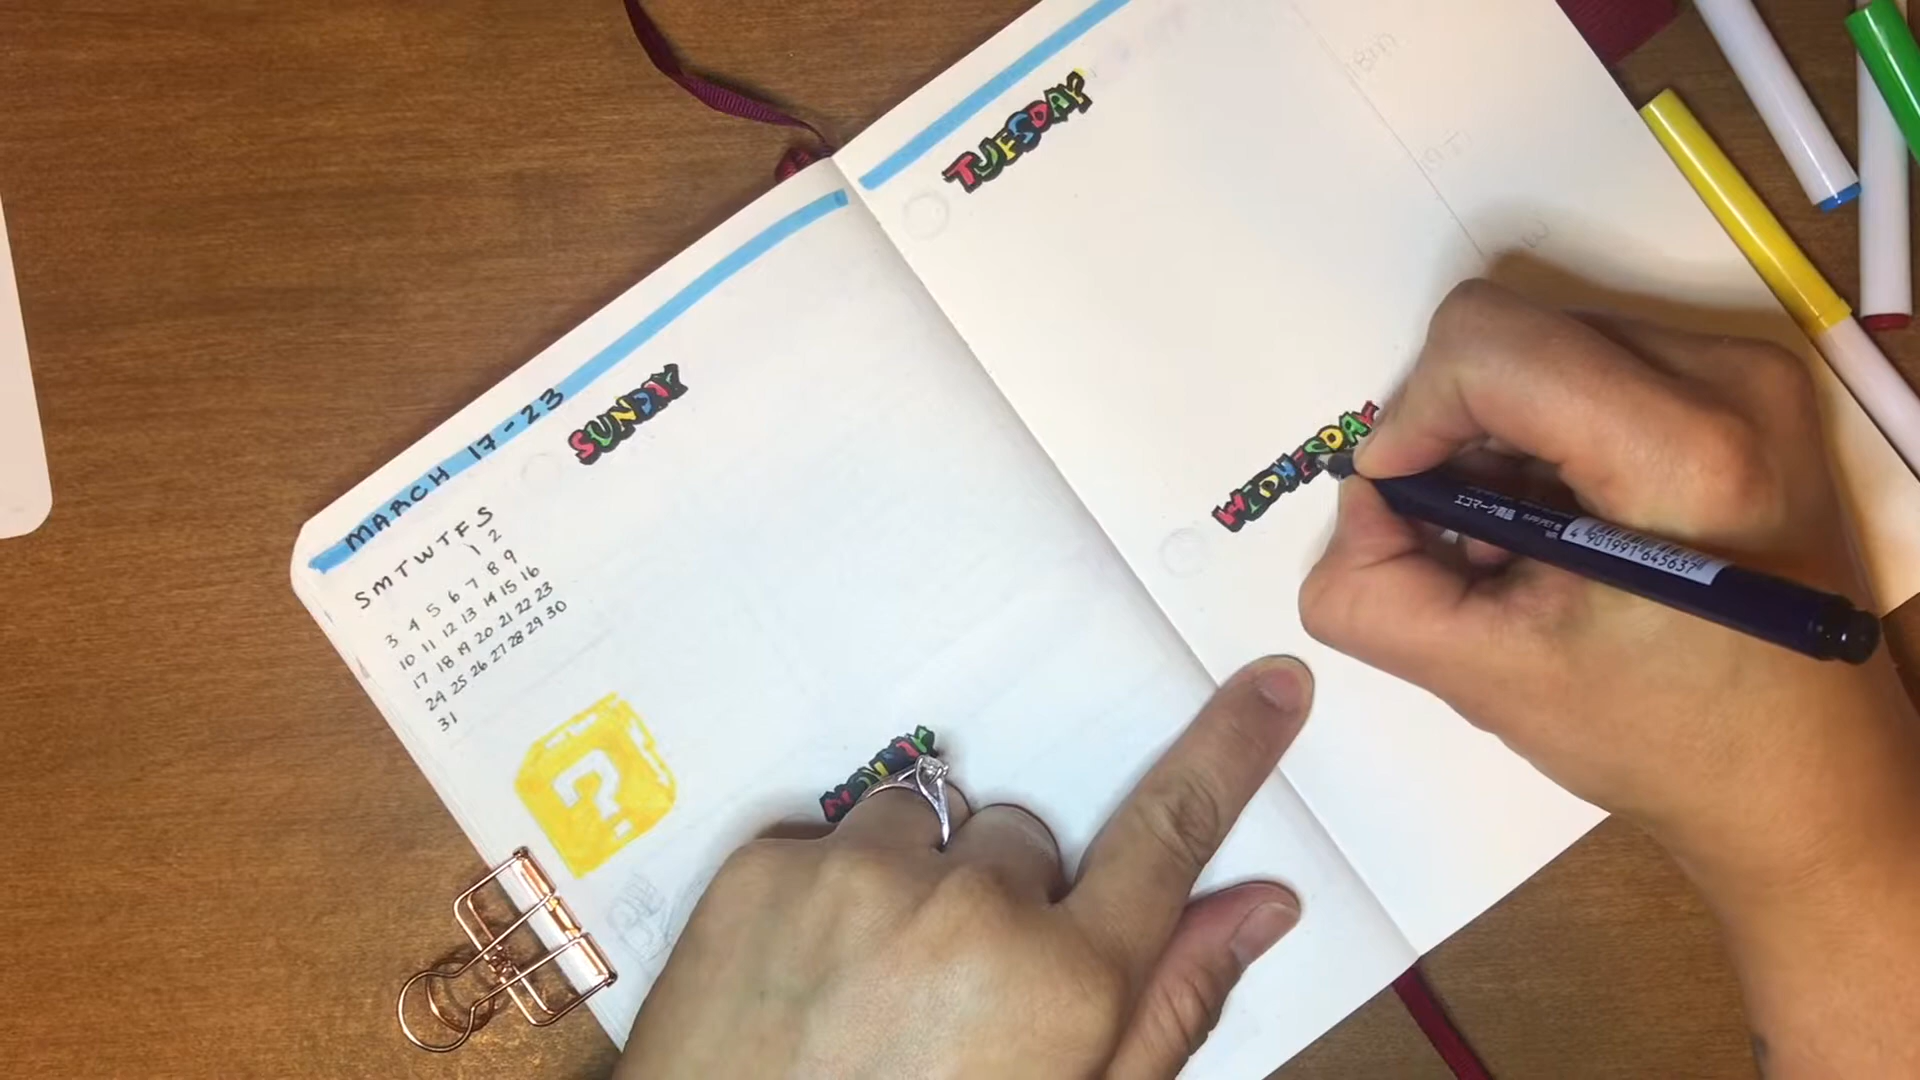 MARCH 17-23
S M T W T F S
1 2
3 4 5 6 7 8 9
10 11 12 13 14 15 16
17 18 19 20 21 22 23
24 25 26 27 28 29 30
31
?
SUNDAY
MONDAY
TUESDAY
WEDNESDAY
エコマーク商品
4 901991 645637